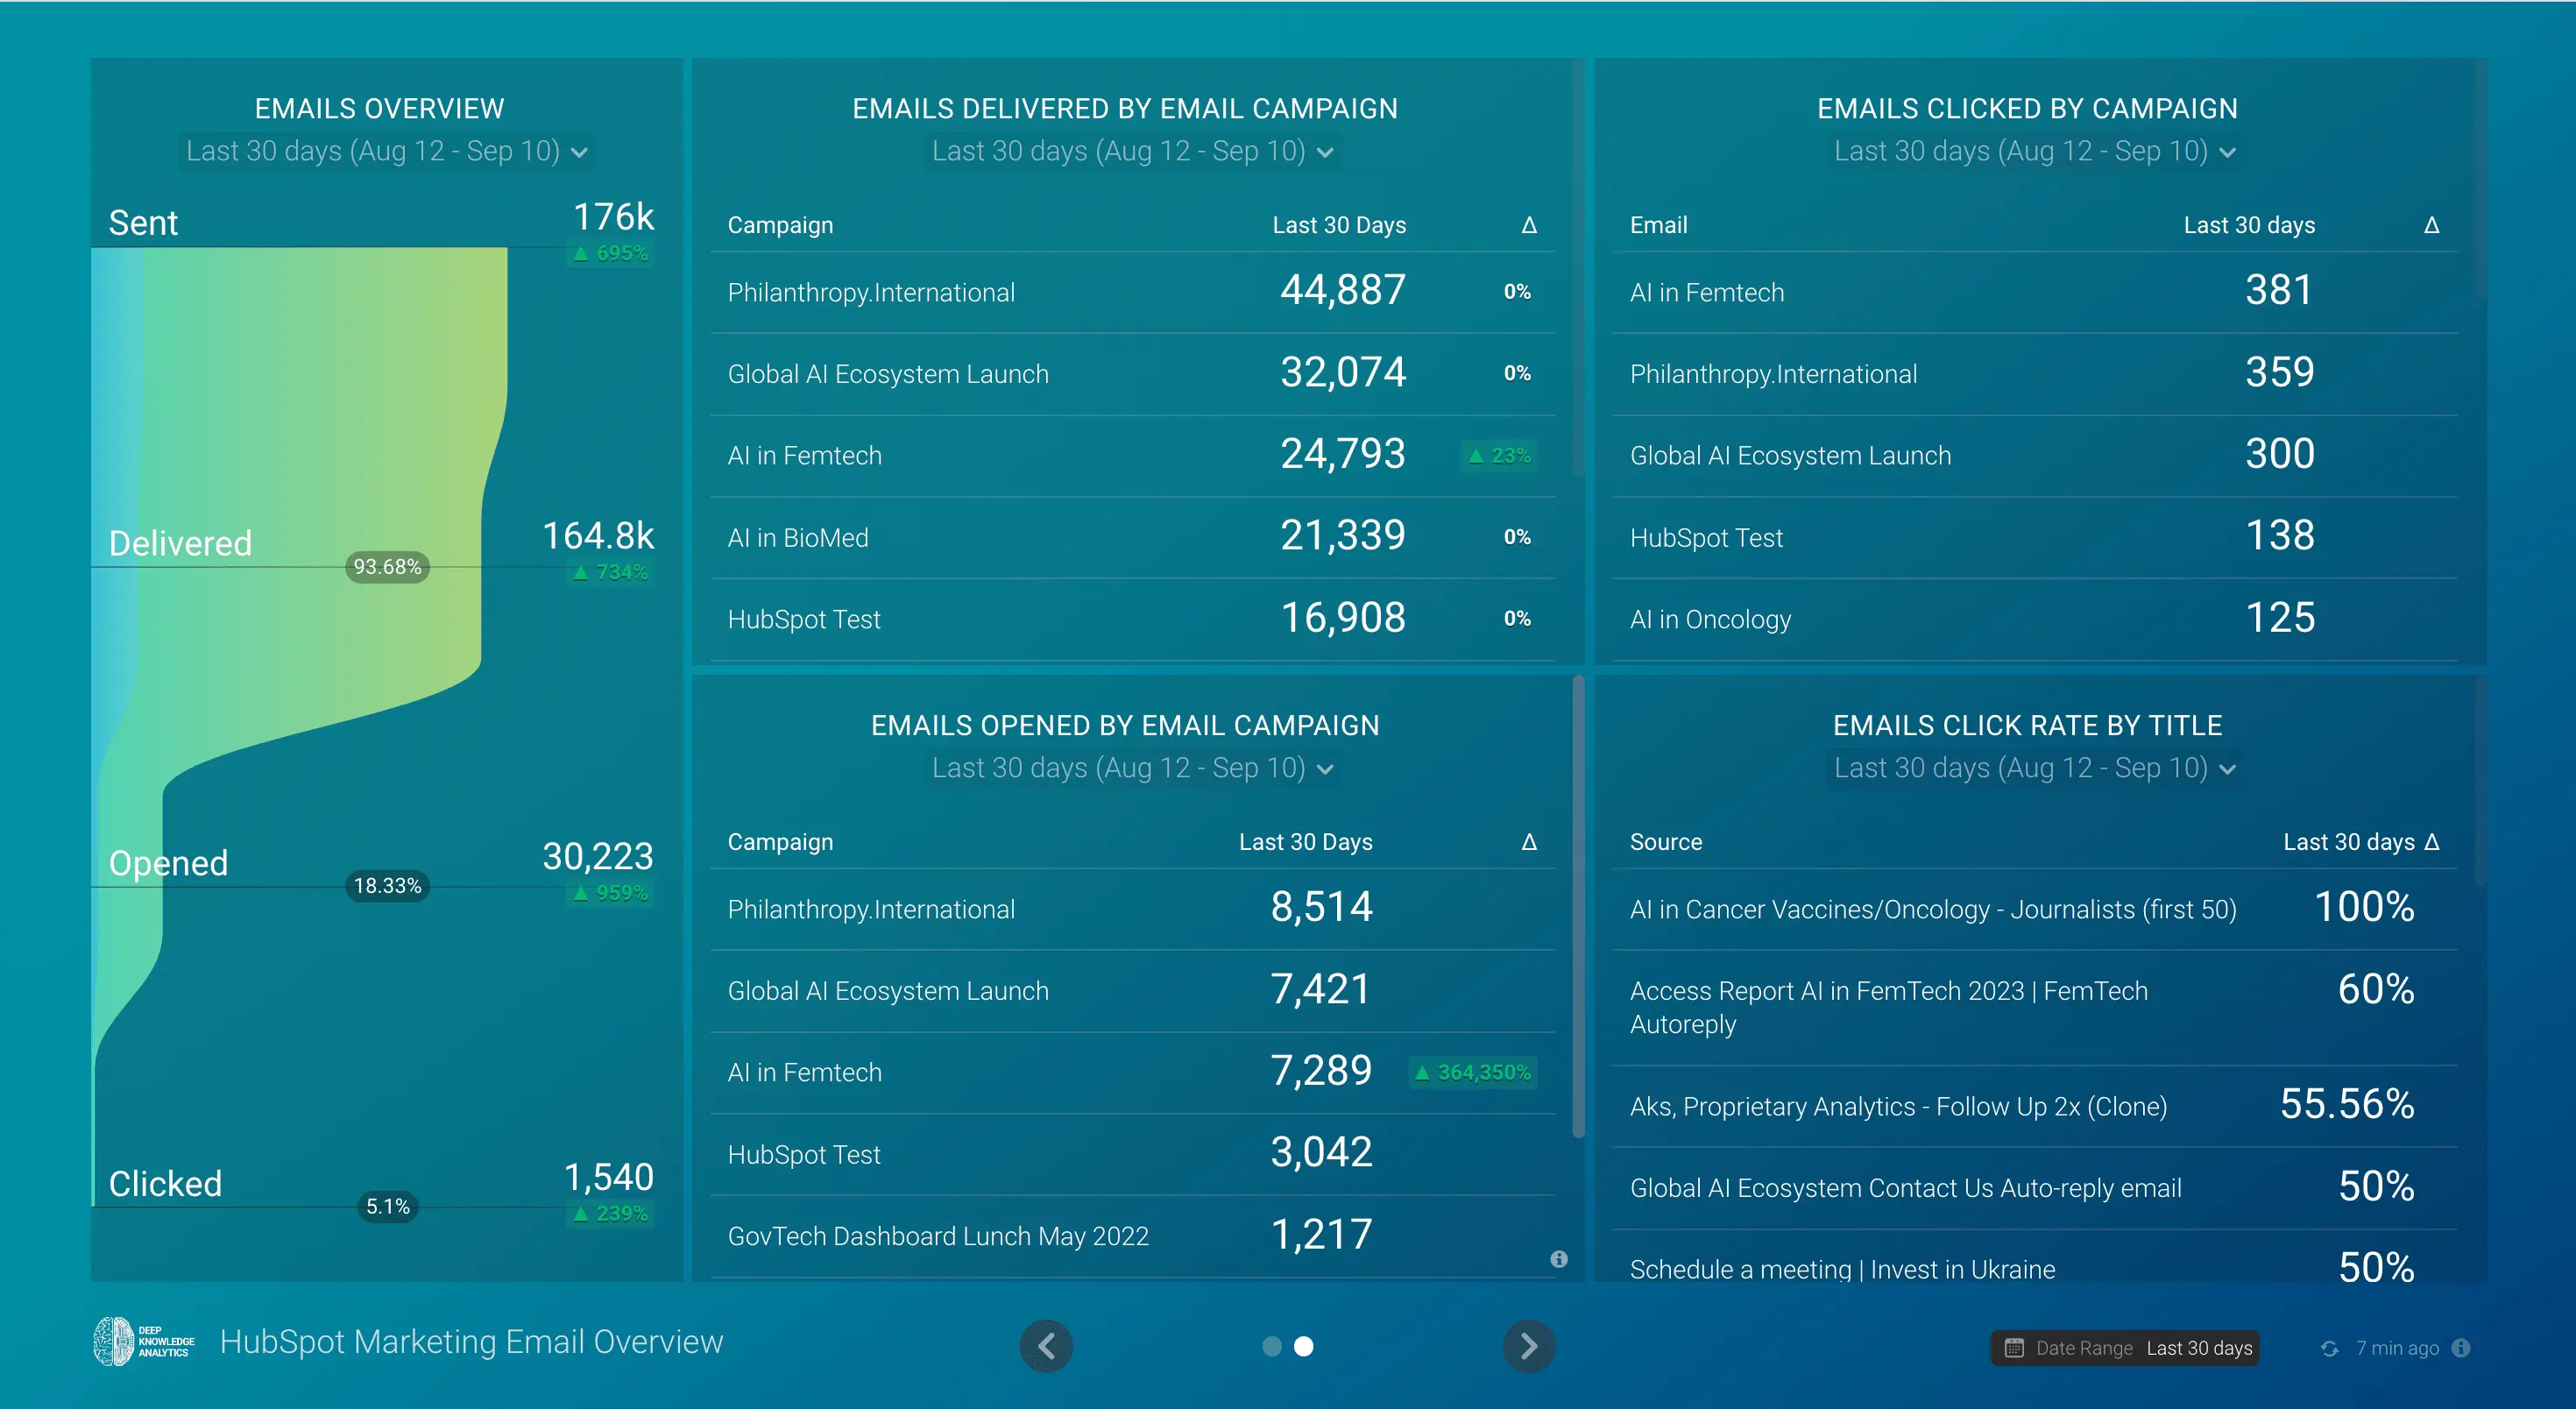 EMAILS OVERVIEW
Last 30 days (Aug 12 - Sep 10)
Sent
176k
▲ 695%
Delivered
164.8k
93.68%
▲ 734%
Opened
30,223
18.33%
▲ 959%
Clicked
1,540
5.1%
▲ 239%
EMAILS DELIVERED BY EMAIL CAMPAIGN
Last 30 days (Aug 12 - Sep 10)
Campaign Last 30 Days Δ
Philanthropy.International 44,887 0%
Global AI Ecosystem Launch 32,074 0%
AI in Femtech 24,793 ▲ 23%
AI in BioMed 21,339 0%
HubSpot Test 16,908 0%
EMAILS CLICKED BY CAMPAIGN
Last 30 days (Aug 12 - Sep 10)
Email Last 30 days Δ
AI in Femtech 381
Philanthropy.International 359
Global AI Ecosystem Launch 300
HubSpot Test 138
AI in Oncology 125
EMAILS OPENED BY EMAIL CAMPAIGN
Last 30 days (Aug 12 - Sep 10)
Campaign Last 30 Days Δ
Philanthropy.International 8,514
Global AI Ecosystem Launch 7,421
AI in Femtech 7,289 ▲ 364,350%
HubSpot Test 3,042
GovTech Dashboard Lunch May 2022 1,217
EMAILS CLICK RATE BY TITLE
Last 30 days (Aug 12 - Sep 10)
Source Last 30 days Δ
AI in Cancer Vaccines/Oncology - Journalists (first 50) 100%
Access Report AI in FemTech 2023 | FemTech 60%
Autoreply
Aks, Proprietary Analytics - Follow Up 2x (Clone) 55.56%
Global AI Ecosystem Contact Us Auto-reply email 50%
Schedule a meeting | Invest in Ukraine 50%
DEEP
KNOWLEDGE
ANALYTICS
HubSpot Marketing Email Overview
Date Range Last 30 days
7 min ago